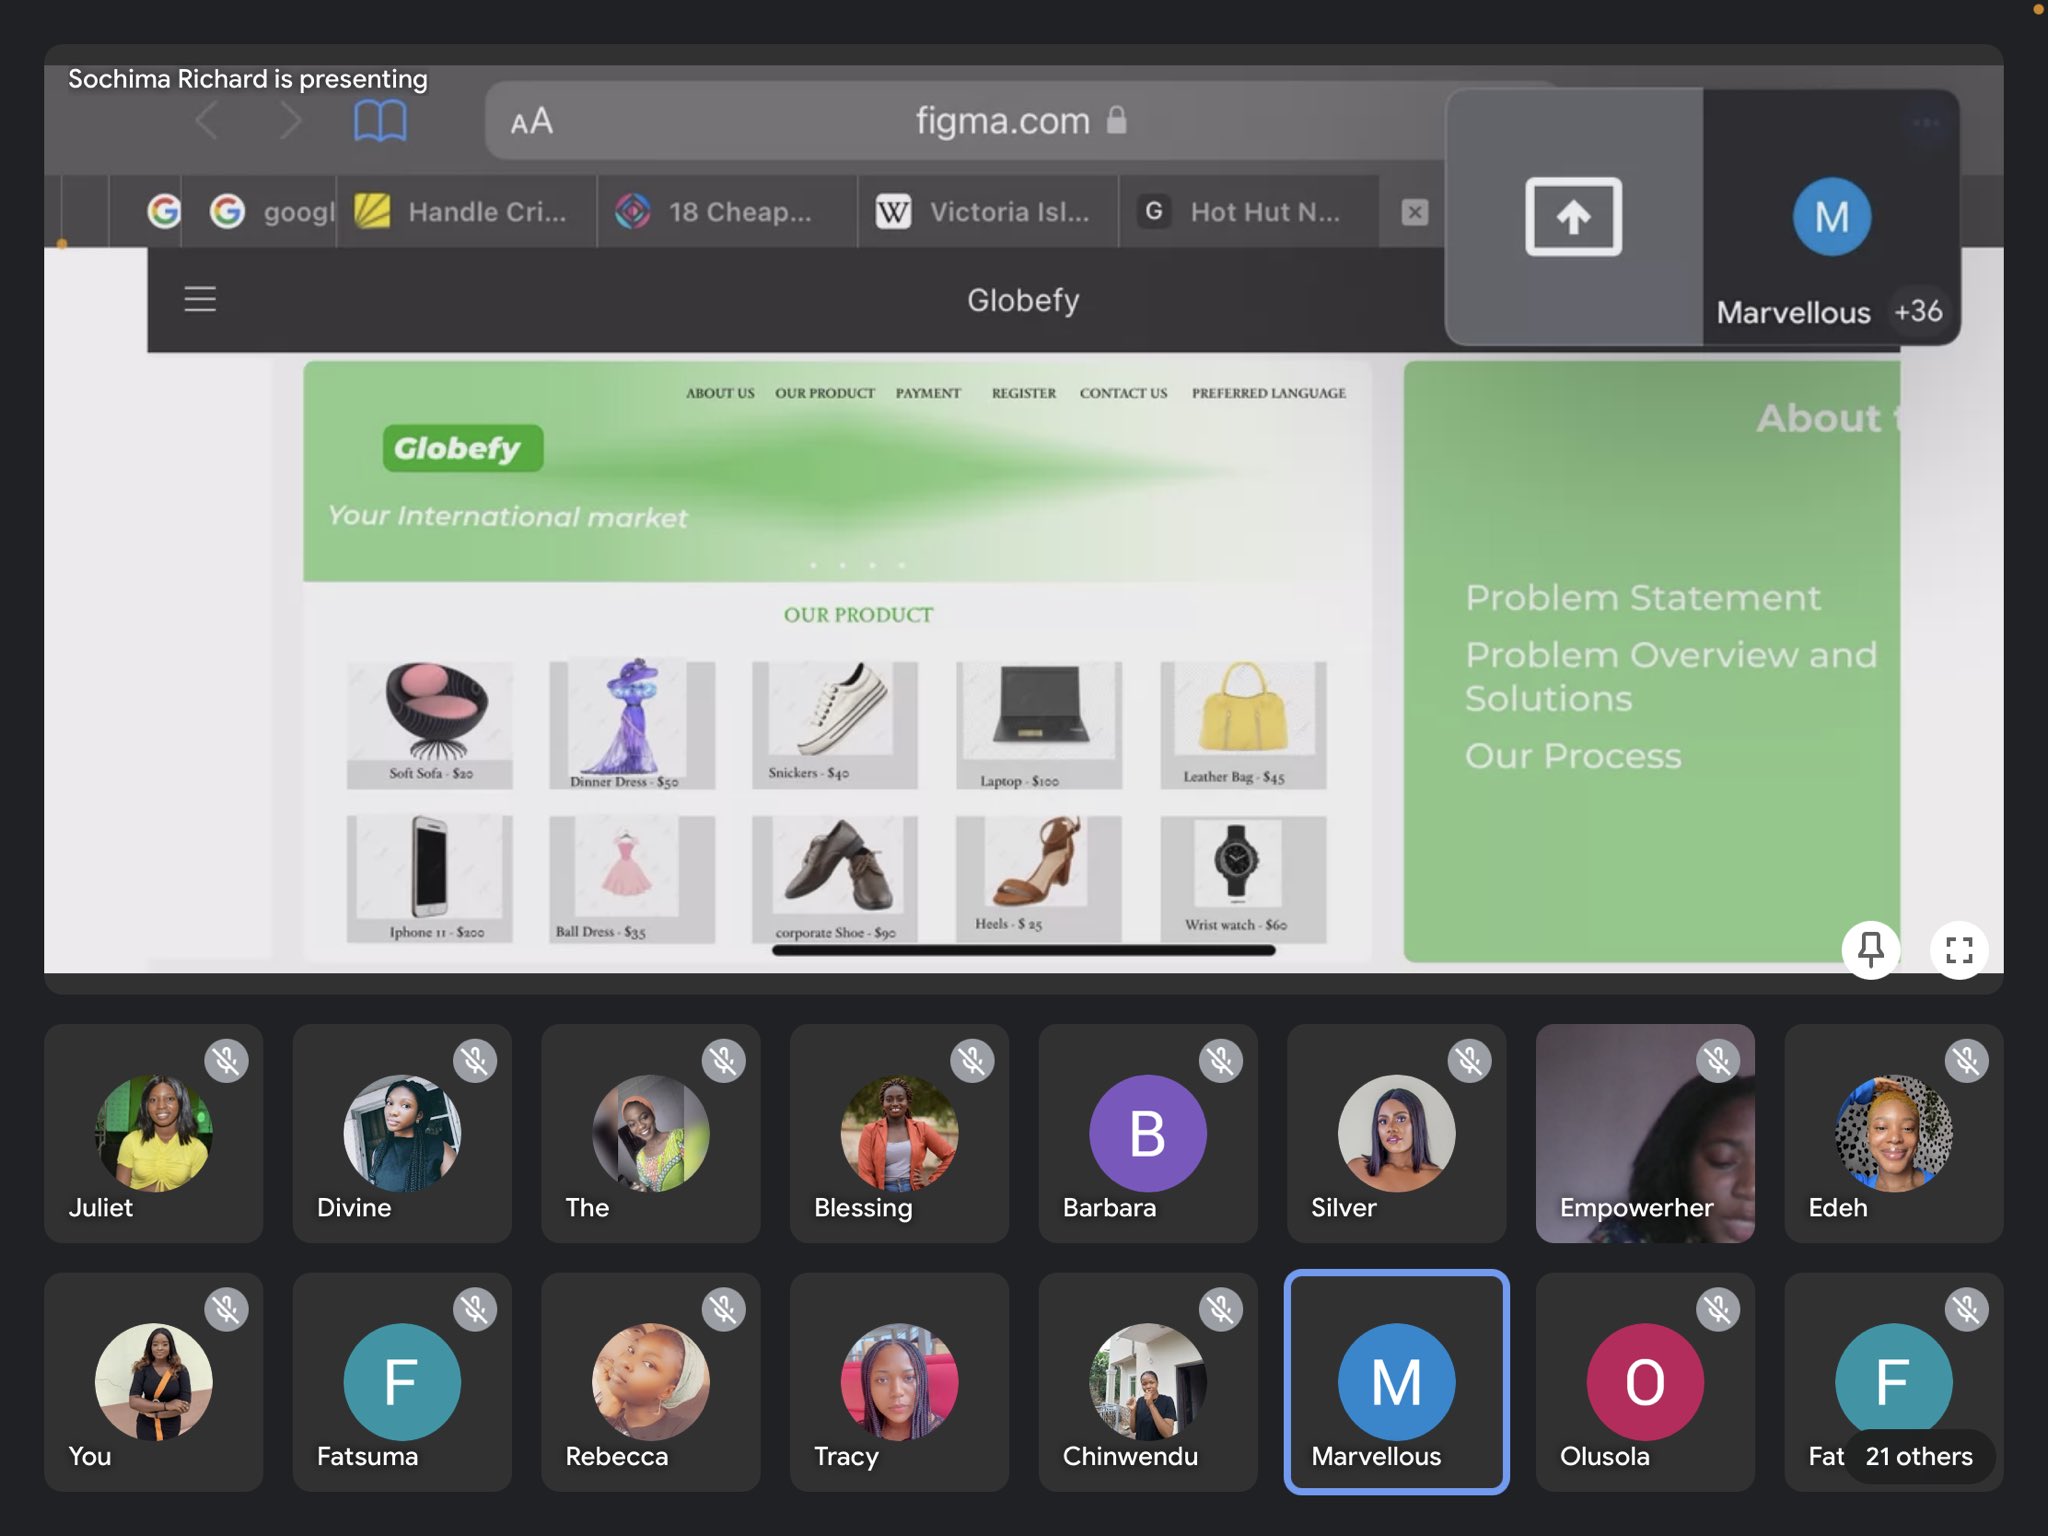 Sochima Richard is presenting
AA
figma.com
googl
Handle Cri...
18 Cheap...
W
Victoria Isl...
G
Hot Hut N...
M
Marvellous
+36
Globefy
ABOUT US
OUR PRODUCT
PAYMENT
REGISTER
CONTACT US
PREFERRED LANGUAGE
Globefy
Your International market
About t
Problem Statement
Problem Overview and
Solutions
Our Process
OUR PRODUCT
Soft Sofa - $20
Dinner Dress - $50
Snickers - $40
Laptop - $100
Leather Bag - $45
Iphone 11 - $200
Ball Dress - $35
corporate Shoe - $90
Heels - $ 25
Wrist watch - $60
Juliet
Divine
The
Blessing
B
Barbara
Silver
Empowerher
Edeh
You
F
Fatsuma
Rebecca
Tracy
Chinwendu
M
Marvellous
O
Olusola
F
Fat
21 others